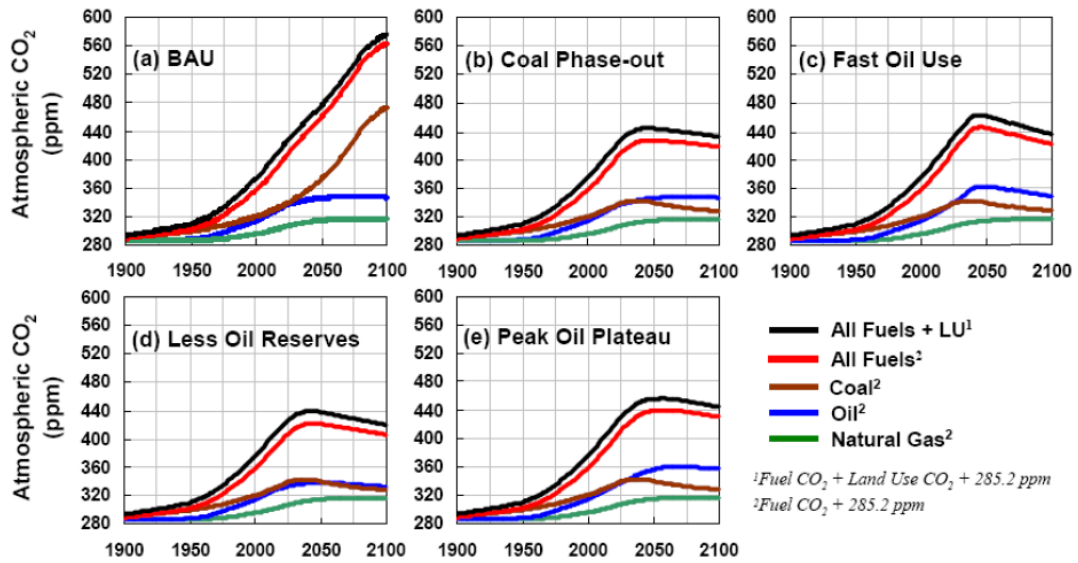 600
560
520
480
440
400
360
320
280
Atmospheric CO2
(ppm)
(a) BAU
1900 1950 2000 2050 2100
600
560
520
480
440
400
360
320
280
(b) Coal Phase-out
1900 1950 2000 2050 2100
600
560
520
480
440
400
360
320
280
(c) Fast Oil Use
1900 1950 2000 2050 2100
600
560
520
480
440
400
360
320
280
Atmospheric CO2
(ppm)
(d) Less Oil Reserves
1900 1950 2000 2050 2100
600
560
520
480
440
400
360
320
280
(e) Peak Oil Plateau
1900 1950 2000 2050 2100
All Fuels + LU1
All Fuels2
Coal2
Oil2
Natural Gas2
1Fuel CO2 + Land Use CO2 + 285.2 ppm
2Fuel CO2 + 285.2 ppm